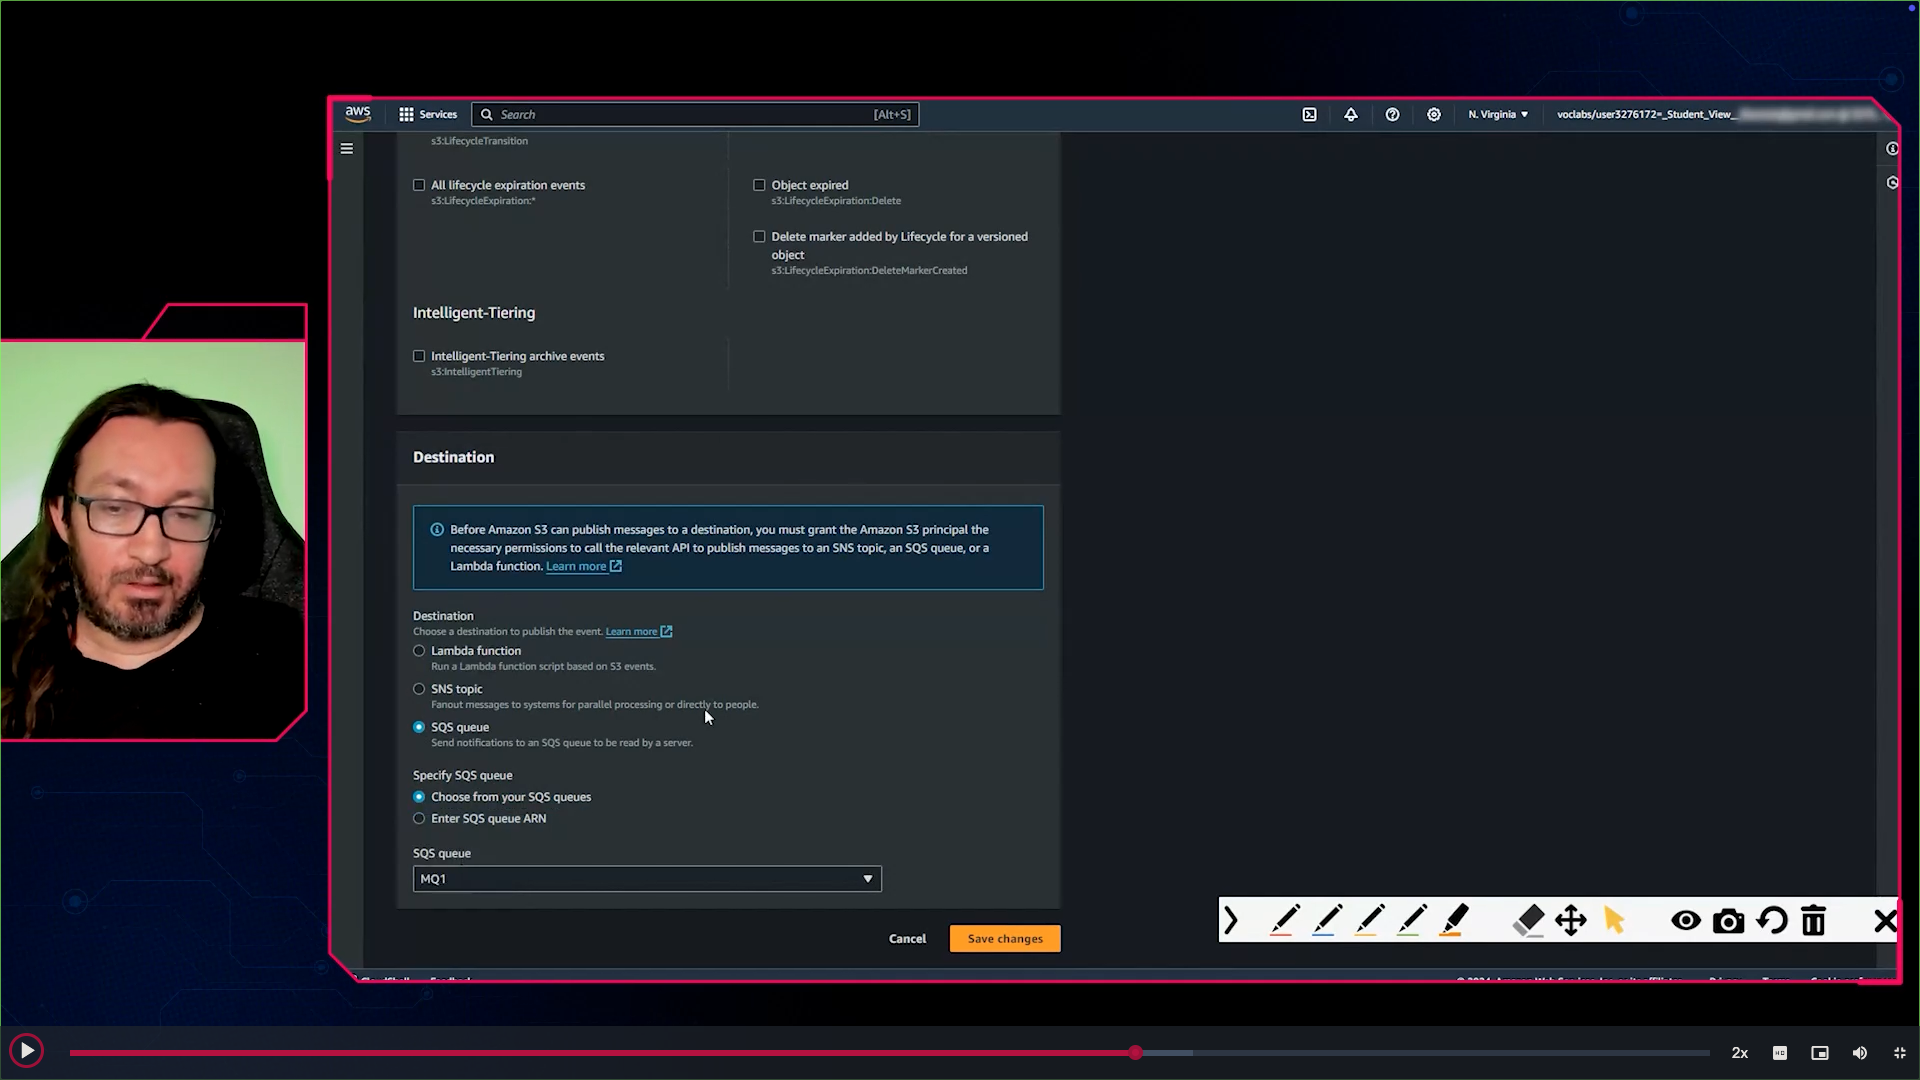 aws
Services
Search
[Alt+S]
N. Virginia
voclabs/user3276172=_Student_View_
s3:LifecycleTransition
All lifecycle expiration events
s3:LifecycleExpiration:*
Object expired
s3:LifecycleExpiration:Delete
Delete marker added by Lifecycle for a versioned
object
s3:LifecycleExpiration:DeleteMarkerCreated
Intelligent-Tiering
Intelligent-Tiering archive events
s3:IntelligentTiering
Destination
Before Amazon S3 can publish messages to a destination, you must grant the Amazon S3 principal the
necessary permissions to call the relevant API to publish messages to an SNS topic, an SQS queue, or a
Lambda function. Learn more
Destination
Choose a destination to publish the event. Learn more
Lambda function
Run a Lambda function script based on S3 events.
SNS topic
Fanout messages to systems for parallel processing or directly to people.
SQS queue
Send notifications to an SQS queue to be read by a server.
Specify SQS queue
Choose from your SQS queues
Enter SQS queue ARN
SQS queue
MQ1
Cancel
Save changes
2x
HD